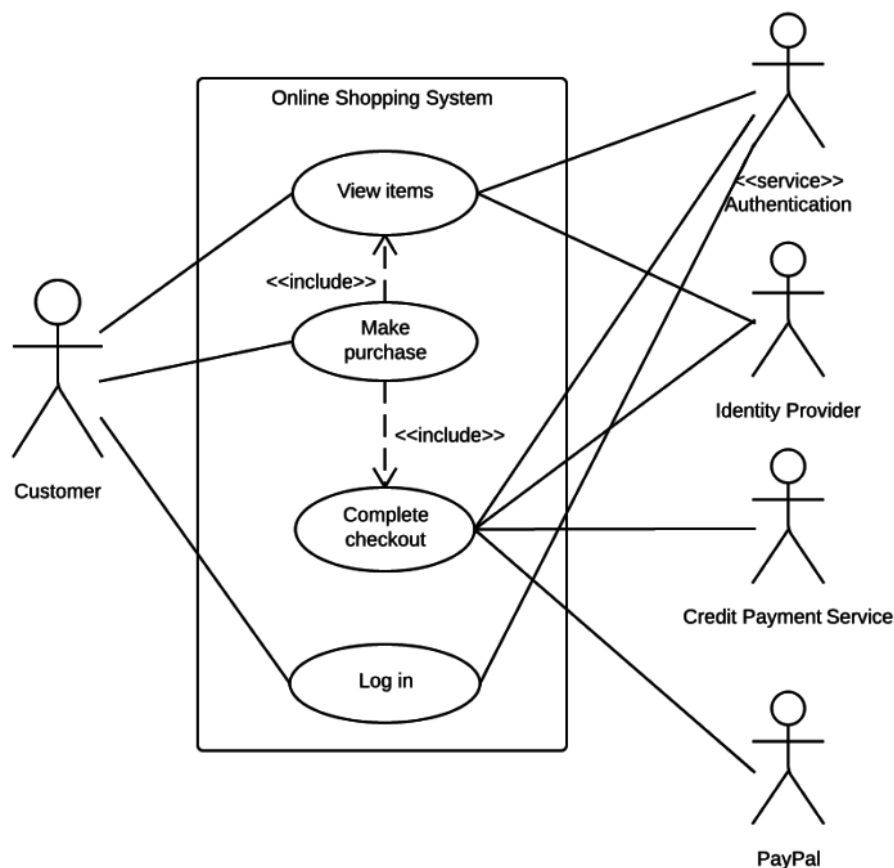 Online Shopping System
View items
<<service>>
Authentication
<<include>>
Make
purchase
Identity Provider
<<include>>
Customer
Complete
checkout
Credit Payment Service
Log in
PayPal